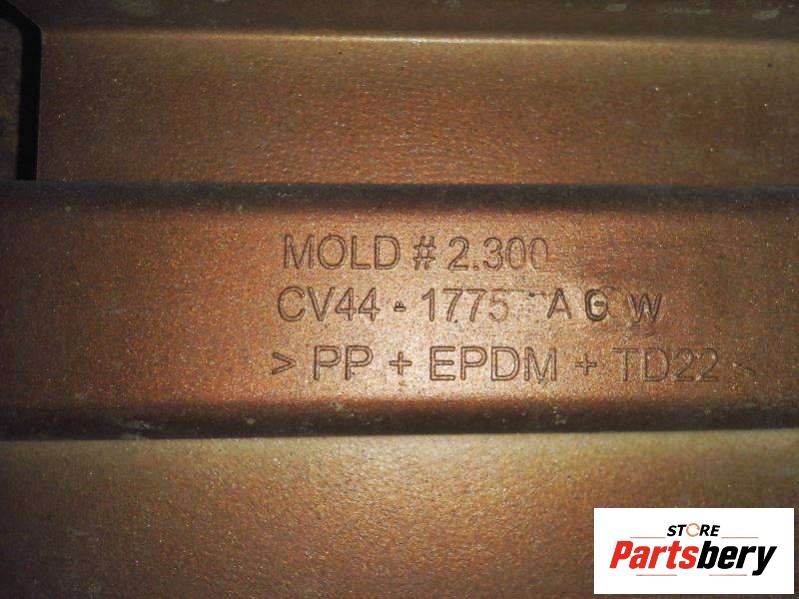 MOLD # 2.300
CV44 - 1775 A G W
> PP + EPDM + TD22 <
STORE
Partsbery